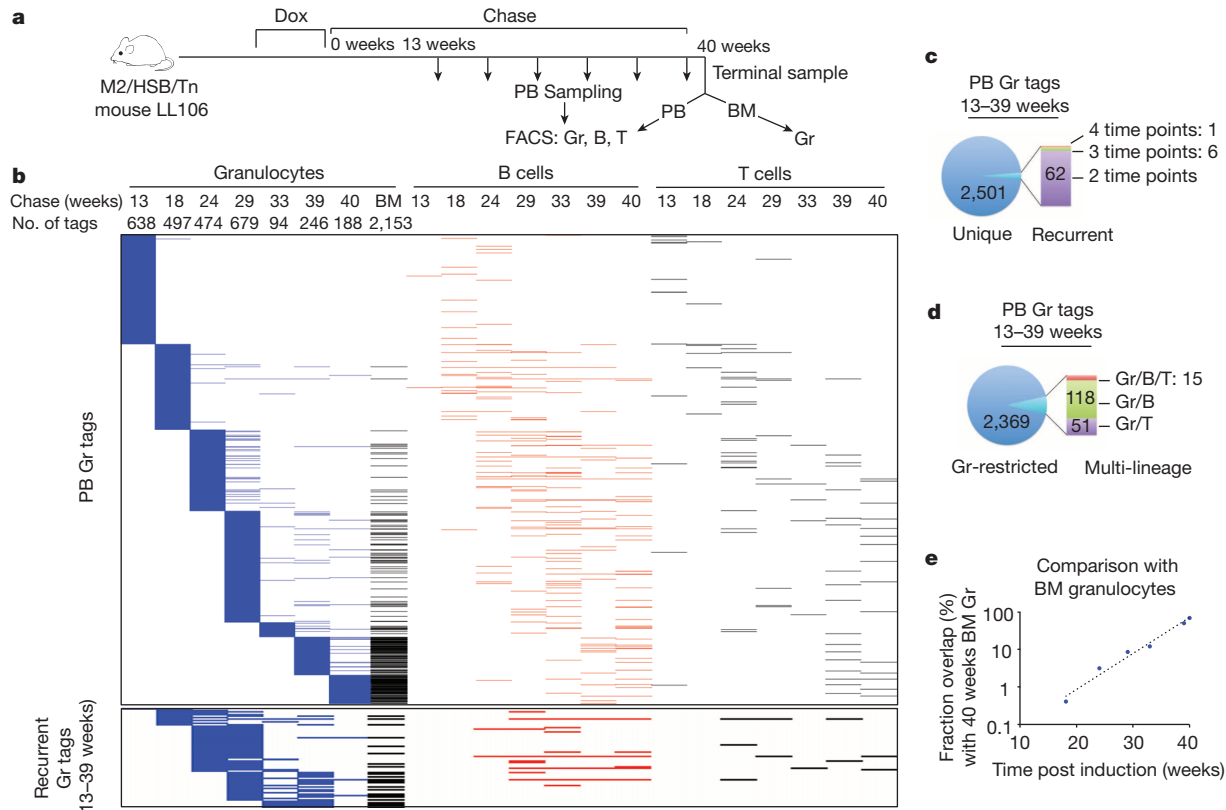 a
Dox
Chase
0 weeks
13 weeks
40 weeks
M2/HSB/Tn
mouse LL106
Terminal sample
PB Sampling
PB
BM
FACS: Gr, B, T
Gr
b
Granulocytes
B cells
T cells
Chase (weeks) 13 18 24 29 33 39 40 BM 13 18 24 29 33 39 40 13 18 24 29 33 39 40
No. of tags 638 497 474 679 94 246 188 2,153
PB Gr tags
Recurrent
Gr tags
13–39 weeks)
c
PB Gr tags
13–39 weeks
4 time points: 1
3 time points: 6
2 time points
62
2,501
Unique
Recurrent
d
PB Gr tags
13–39 weeks
Gr/B/T: 15
118
Gr/B
51
Gr/T
2,369
Gr-restricted
Multi-lineage
e
Comparison with
BM granulocytes
Fraction overlap (%)
with 40 weeks BM Gr
100
10
1
0.1
10 20 30 40
Time post induction (weeks)